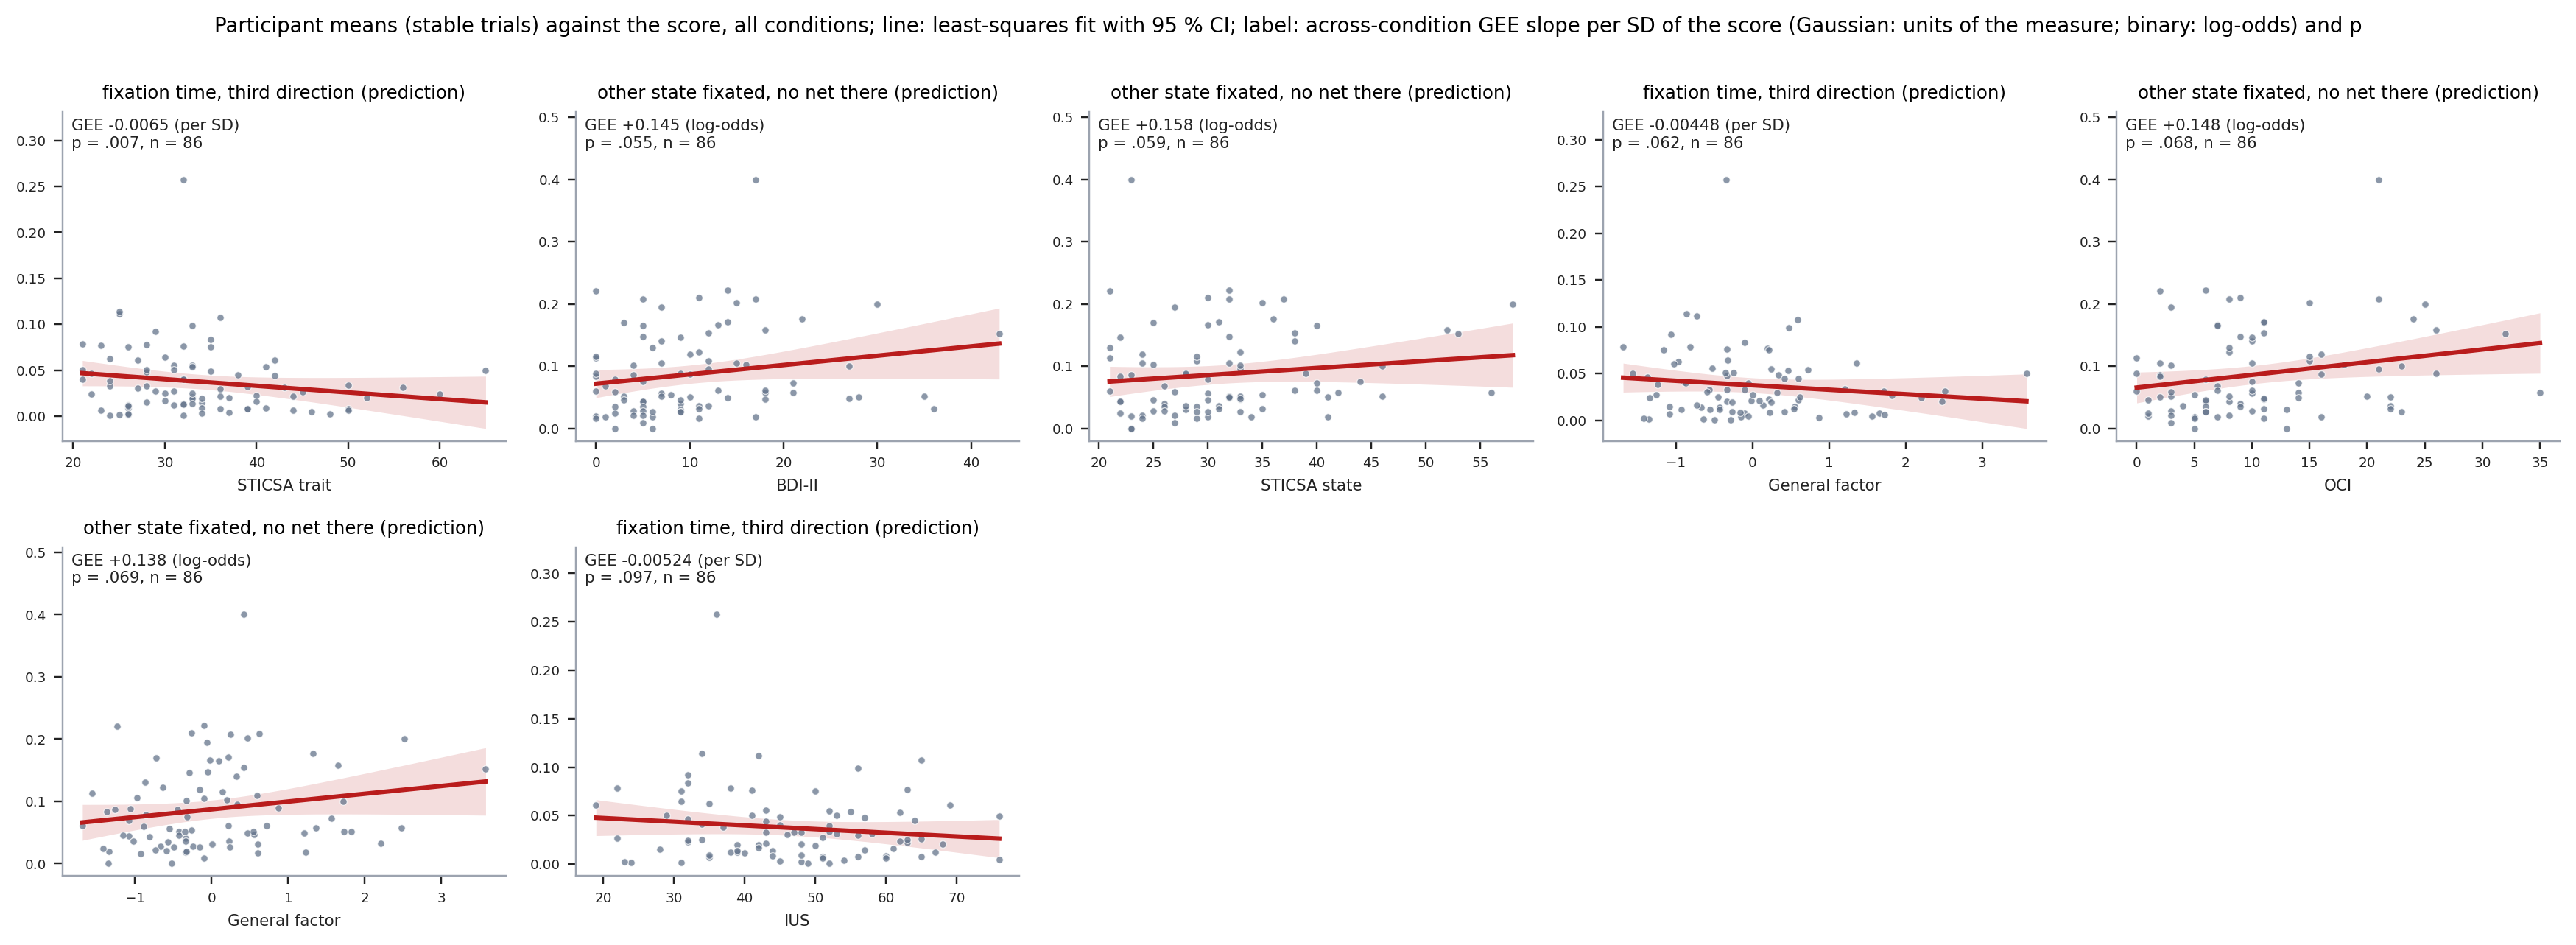 Participant means (stable trials) against the score, all conditions; line: least-squares fit with 95 % CI; label: across-condition GEE slope per SD of the score (Gaussian: units of the measure; binary: log-odds) and p
fixation time, third direction (prediction)
GEE -0.0065 (per SD)
p = .007, n = 86
0.30
0.25
0.20
0.15
0.10
0.05
0.00
20 30 40 50 60
STICSA trait
other state fixated, no net there (prediction)
GEE +0.145 (log-odds)
p = .055, n = 86
0.5
0.4
0.3
0.2
0.1
0.0
0 10 20 30 40
BDI-II
other state fixated, no net there (prediction)
GEE +0.158 (log-odds)
p = .059, n = 86
0.5
0.4
0.3
0.2
0.1
0.0
20 25 30 35 40 45 50 55
STICSA state
fixation time, third direction (prediction)
GEE -0.00448 (per SD)
p = .062, n = 86
0.30
0.25
0.20
0.15
0.10
0.05
0.00
−1 0 1 2 3
General factor
other state fixated, no net there (prediction)
GEE +0.148 (log-odds)
p = .068, n = 86
0.5
0.4
0.3
0.2
0.1
0.0
0 5 10 15 20 25 30 35
OCI
other state fixated, no net there (prediction)
GEE +0.138 (log-odds)
p = .069, n = 86
0.5
0.4
0.3
0.2
0.1
0.0
−1 0 1 2 3
General factor
fixation time, third direction (prediction)
GEE -0.00524 (per SD)
p = .097, n = 86
0.30
0.25
0.20
0.15
0.10
0.05
0.00
20 30 40 50 60 70
IUS